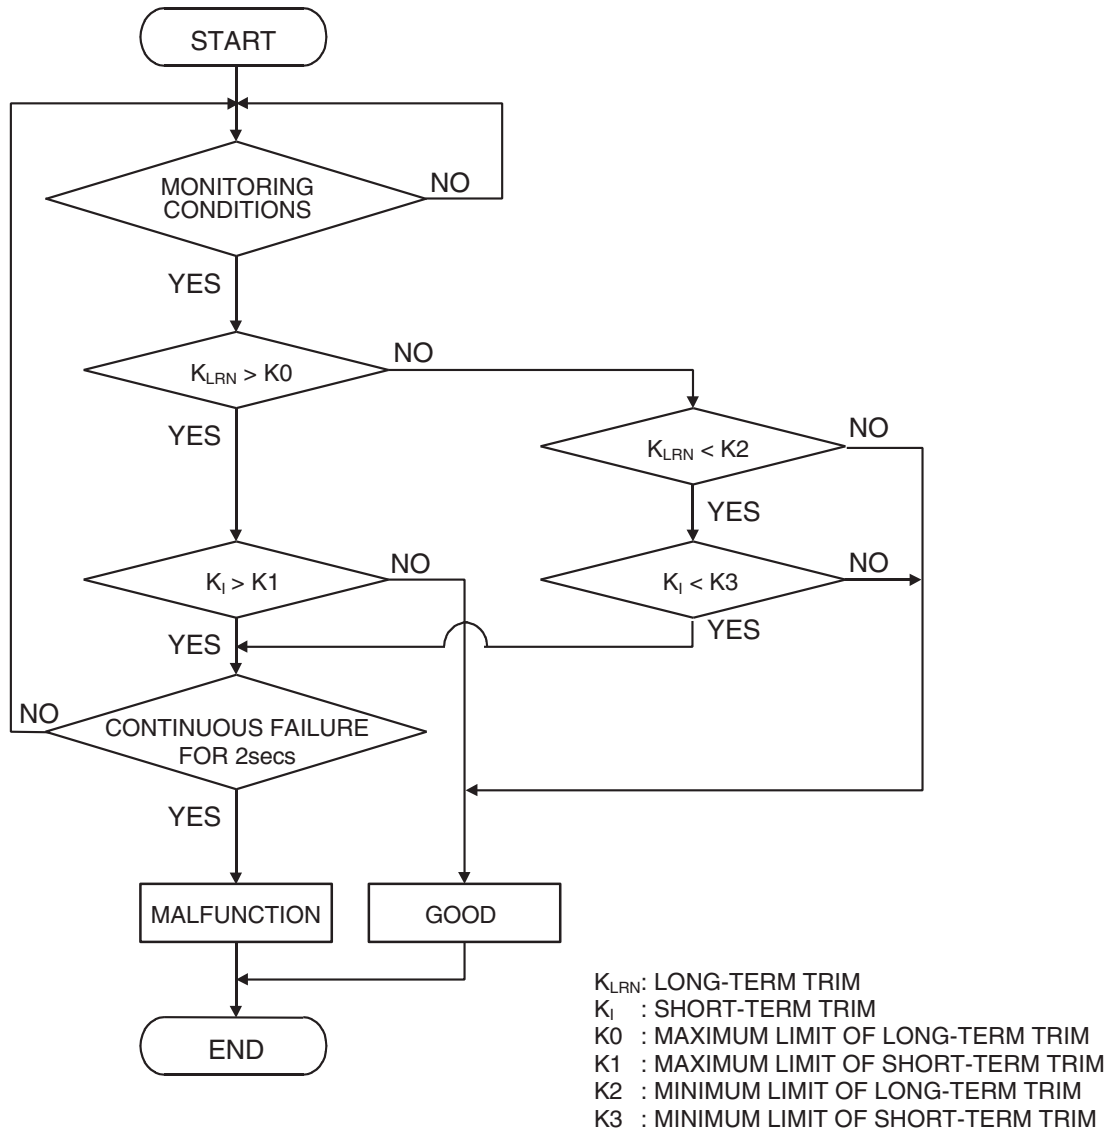 START
MONITORING
CONDITIONS
NO
YES
KLRN > K0
NO
YES
KLRN < K2
NO
YES
KI > K1
NO
YES
KI < K3
NO
YES
CONTINUOUS FAILURE
FOR 2secs
NO
YES
MALFUNCTION
GOOD
END
KLRN: LONG-TERM TRIM
KI : SHORT-TERM TRIM
K0 : MAXIMUM LIMIT OF LONG-TERM TRIM
K1 : MAXIMUM LIMIT OF SHORT-TERM TRIM
K2 : MINIMUM LIMIT OF LONG-TERM TRIM
K3 : MINIMUM LIMIT OF SHORT-TERM TRIM